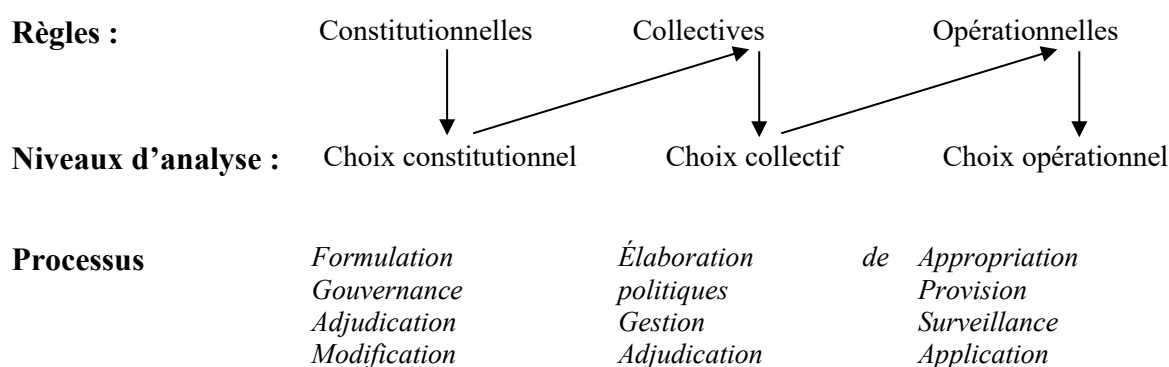 Règles : Constitutionnelles Collectives Opérationnelles
Niveaux d’analyse : Choix constitutionnel Choix collectif Choix opérationnel
Processus Formulation Élaboration de Appropriation
Gouvernance politiques Provision
Adjudication Gestion Surveillance
Modification Adjudication Application